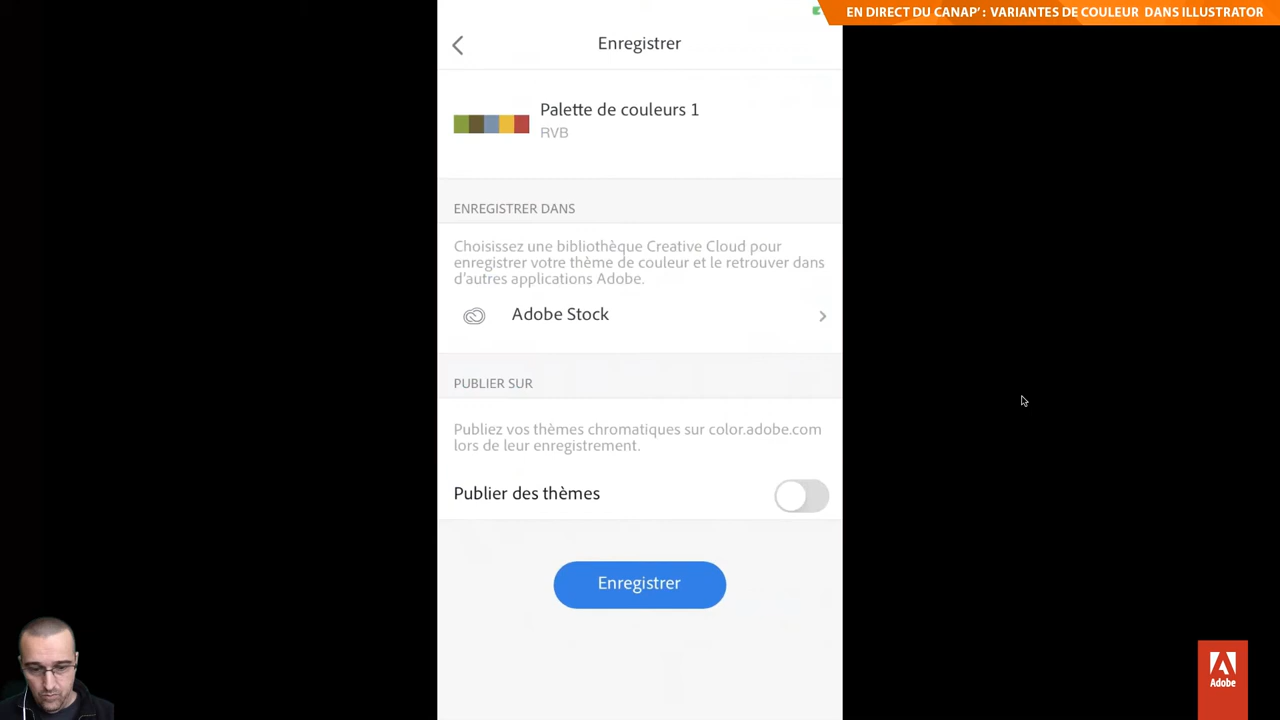 EN DIRECT DU CANAP' : VARIANTES DE COULEUR DANS ILLUSTRATOR
Enregistrer
Palette de couleurs 1
RVB
ENREGISTRER DANS
Choisissez une bibliothèque Creative Cloud pour
enregistrer votre thème de couleur et le retrouver dans
d'autres applications Adobe.
Adobe Stock
PUBLIER SUR
Publiez vos thèmes chromatiques sur color.adobe.com
lors de leur enregistrement.
Publier des thèmes
Enregistrer
Adobe